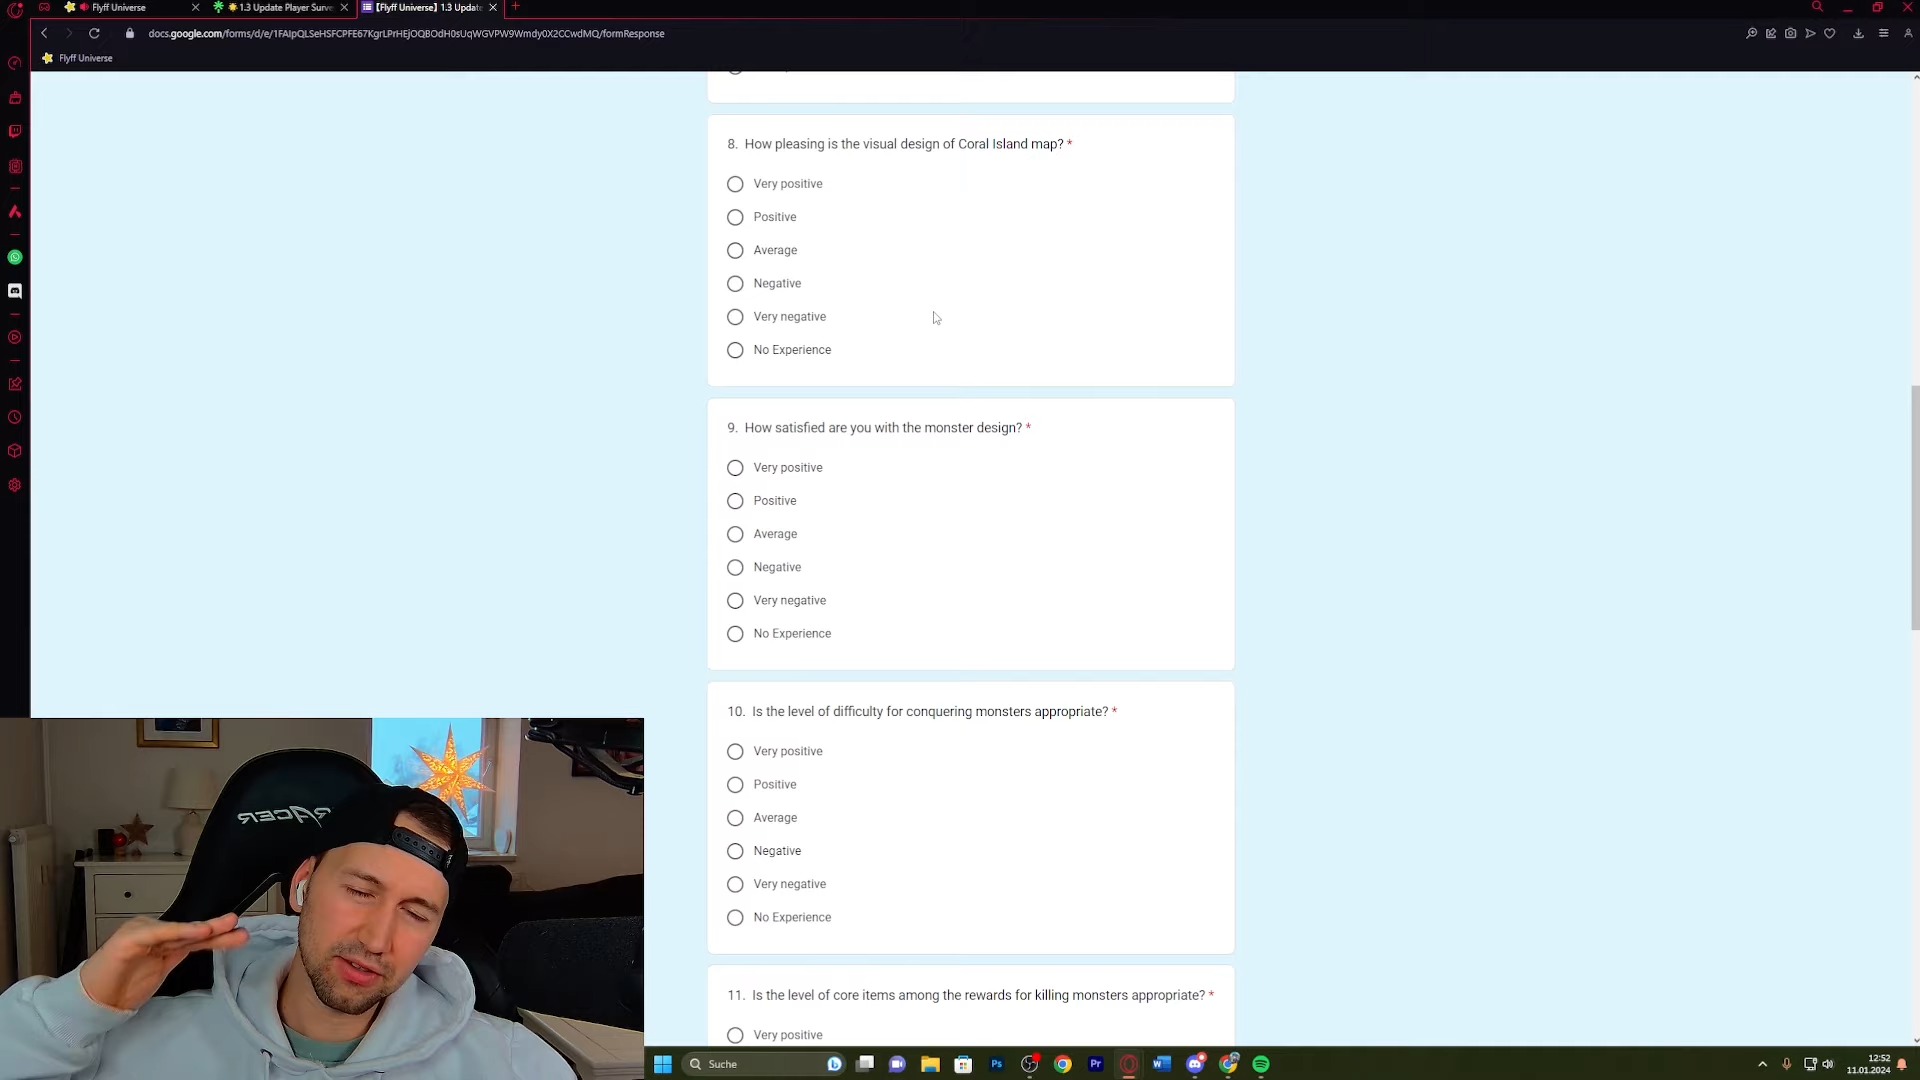 Flyff Universe
1.3 Update Player Surve
[Flyff Universe] 1.3 Update
docs.google.com/forms/d/e/1FAIpQLSeHSFCPFE67KgrLPrHEjOQBOdH0sUqWGVPW9Wmdy0X2CCwdMQ/formResponse
Flyff Universe
8. How pleasing is the visual design of Coral Island map? *
Very positive
Positive
Average
Negative
Very negative
No Experience
9. How satisfied are you with the monster design? *
Very positive
Positive
Average
Negative
Very negative
No Experience
10. Is the level of difficulty for conquering monsters appropriate? *
Very positive
Positive
Average
Negative
Very negative
No Experience
11. Is the level of core items among the rewards for killing monsters appropriate? *
Very positive
RACER
Suche
12:52
11.01.2024